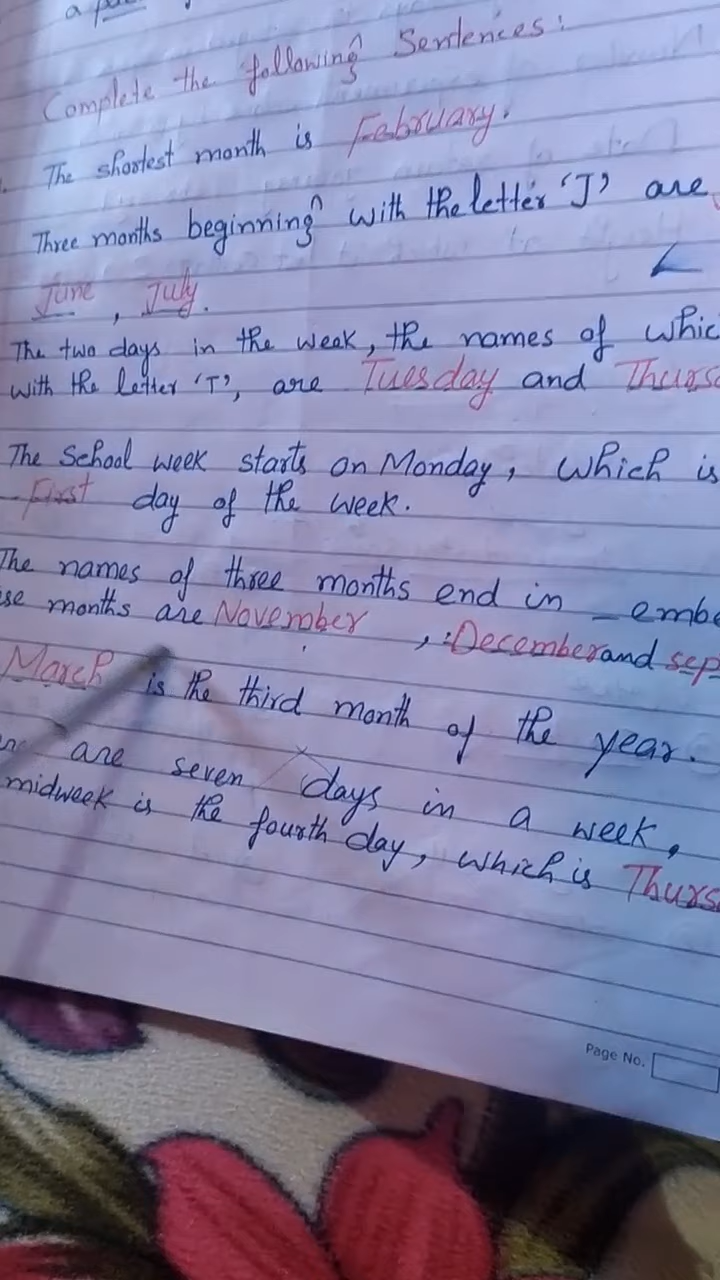 a
Complete the following Sentences:
The shortest month is February.
Three months beginning with the letter 'J' are
June, July.
The two days in the week, the names of whic
with the letter 'T', are Tuesday and Thurs
The School week starts on Monday, which is
First day of the week.
The names of three months end in _ embe
se months are November, :December and sep
March is the third month of the year.
are seven days in a week,
midweek is the fourth day, which is Thurs
Page No.